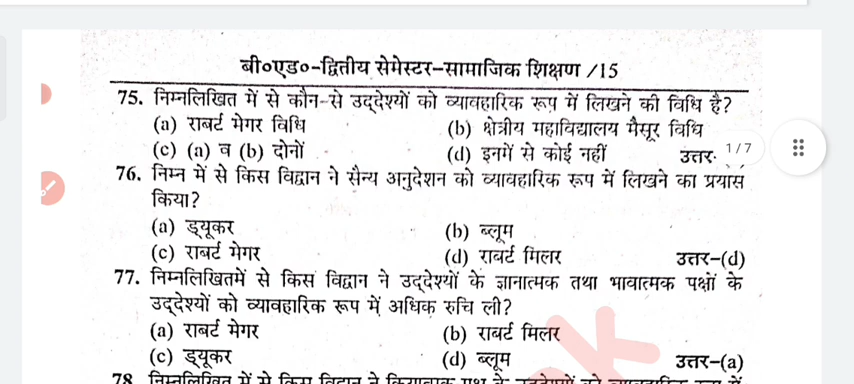 बी०एड०-द्वितीय सेमेस्टर-सामाजिक शिक्षण /15
75. निम्नलिखित में से कौन-से उद्देश्यों को व्यावहारिक रूप में लिखने की विधि है?
(a) राबर्ट मेगर विधि (b) क्षेत्रीय महाविद्यालय मैसूर विधि
(c) (a) व (b) दोनों (d) इनमें से कोई नहीं उत्तर-
1/7
76. निम्न में से किस विद्वान ने सैन्य अनुदेशन को व्यावहारिक रूप में लिखने का प्रयास
किया?
(a) ड्यूकर (b) ब्लूम
(c) राबर्ट मेगर (d) राबर्ट मिलर उत्तर-(d)
77. निम्नलिखितमें से किस विद्वान ने उद्देश्यों के ज्ञानात्मक तथा भावात्मक पक्षों के
उद्देश्यों को व्यावहारिक रूप में अधिक रुचि ली?
(a) राबर्ट मेगर (b) राबर्ट मिलर
(c) ड्यूकर (d) ब्लूम उत्तर-(a)
78. निम्नलिखित में से किस विद्वान ने